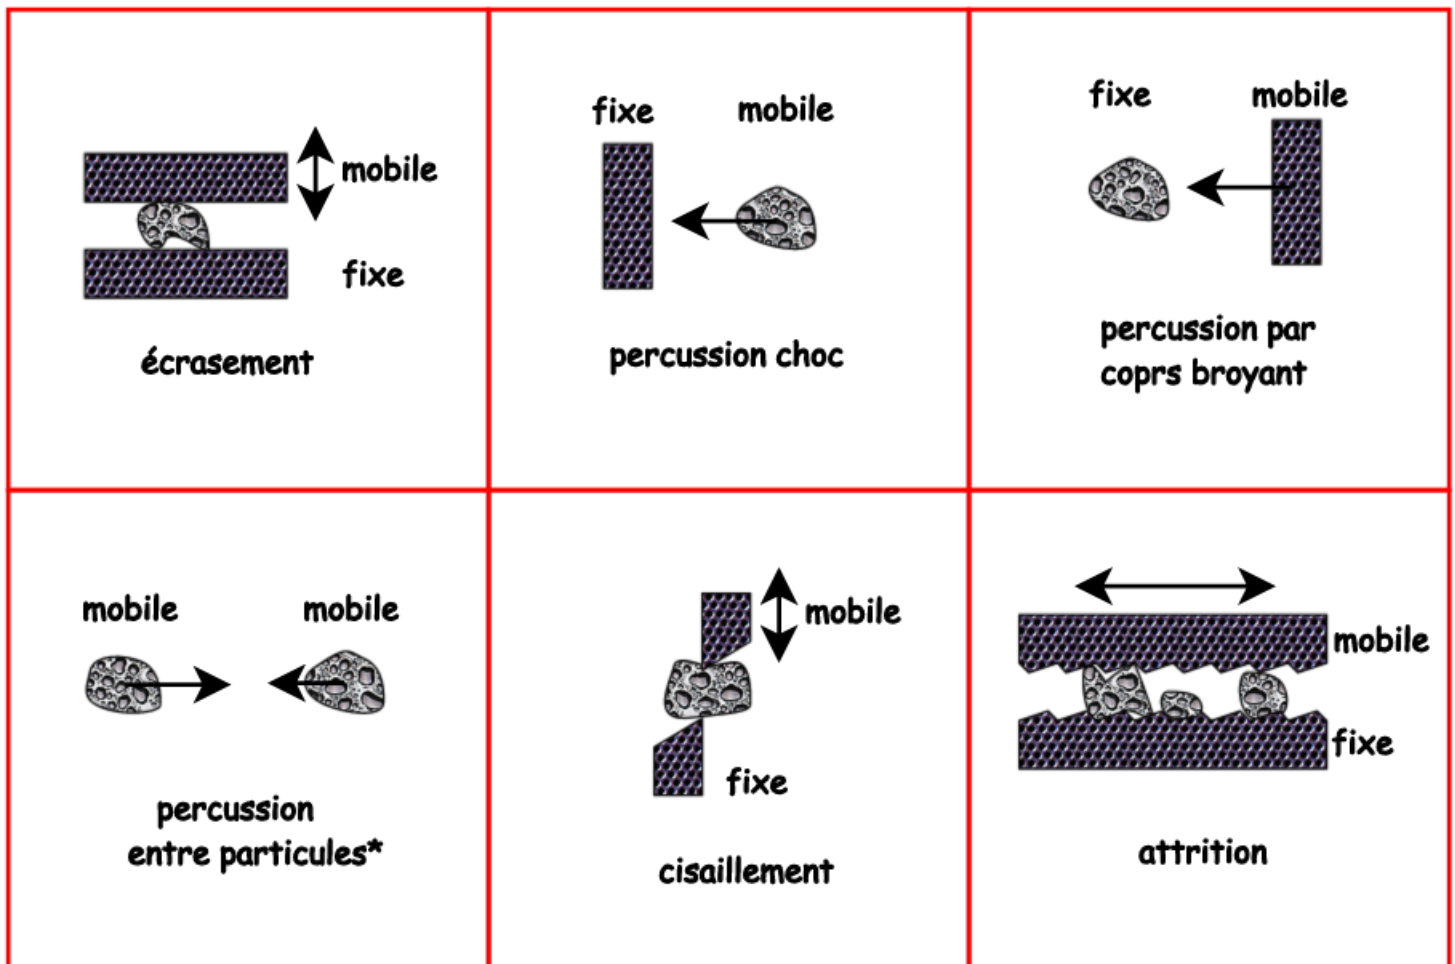 mobile
fixe
écrasement
fixe mobile
percussion choc
fixe mobile
percussion par
coprs broyant
mobile mobile
percussion
entre particules*
mobile
fixe
cisaillement
mobile
fixe
attrition